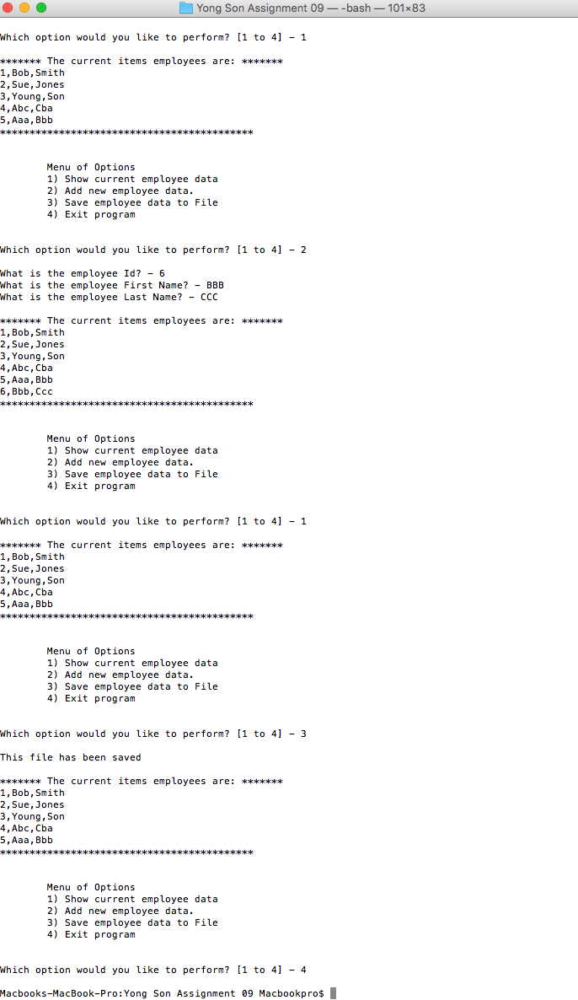 Yong Son Assignment 09 — -bash — 101×83
Which option would you like to perform? [1 to 4] - 1
******* The current items employees are: *******
1,Bob,Smith
2,Sue,Jones
3,Young,Son
4,Abc,Cba
5,Aaa,Bbb
*******************************************
Menu of Options
1) Show current employee data
2) Add new employee data.
3) Save employee data to File
4) Exit program
Which option would you like to perform? [1 to 4] - 2
What is the employee Id? - 6
What is the employee First Name? - BBB
What is the employee Last Name? - CCC
******* The current items employees are: *******
1,Bob,Smith
2,Sue,Jones
3,Young,Son
4,Abc,Cba
5,Aaa,Bbb
6,Bbb,Ccc
*******************************************
Menu of Options
1) Show current employee data
2) Add new employee data.
3) Save employee data to File
4) Exit program
Which option would you like to perform? [1 to 4] - 1
******* The current items employees are: *******
1,Bob,Smith
2,Sue,Jones
3,Young,Son
4,Abc,Cba
5,Aaa,Bbb
*******************************************
Menu of Options
1) Show current employee data
2) Add new employee data.
3) Save employee data to File
4) Exit program
Which option would you like to perform? [1 to 4] - 3
This file has been saved
******* The current items employees are: *******
1,Bob,Smith
2,Sue,Jones
3,Young,Son
4,Abc,Cba
5,Aaa,Bbb
*******************************************
Menu of Options
1) Show current employee data
2) Add new employee data.
3) Save employee data to File
4) Exit program
Which option would you like to perform? [1 to 4] - 4
Macbooks-MacBook-Pro:Yong Son Assignment 09 Macbookpro$